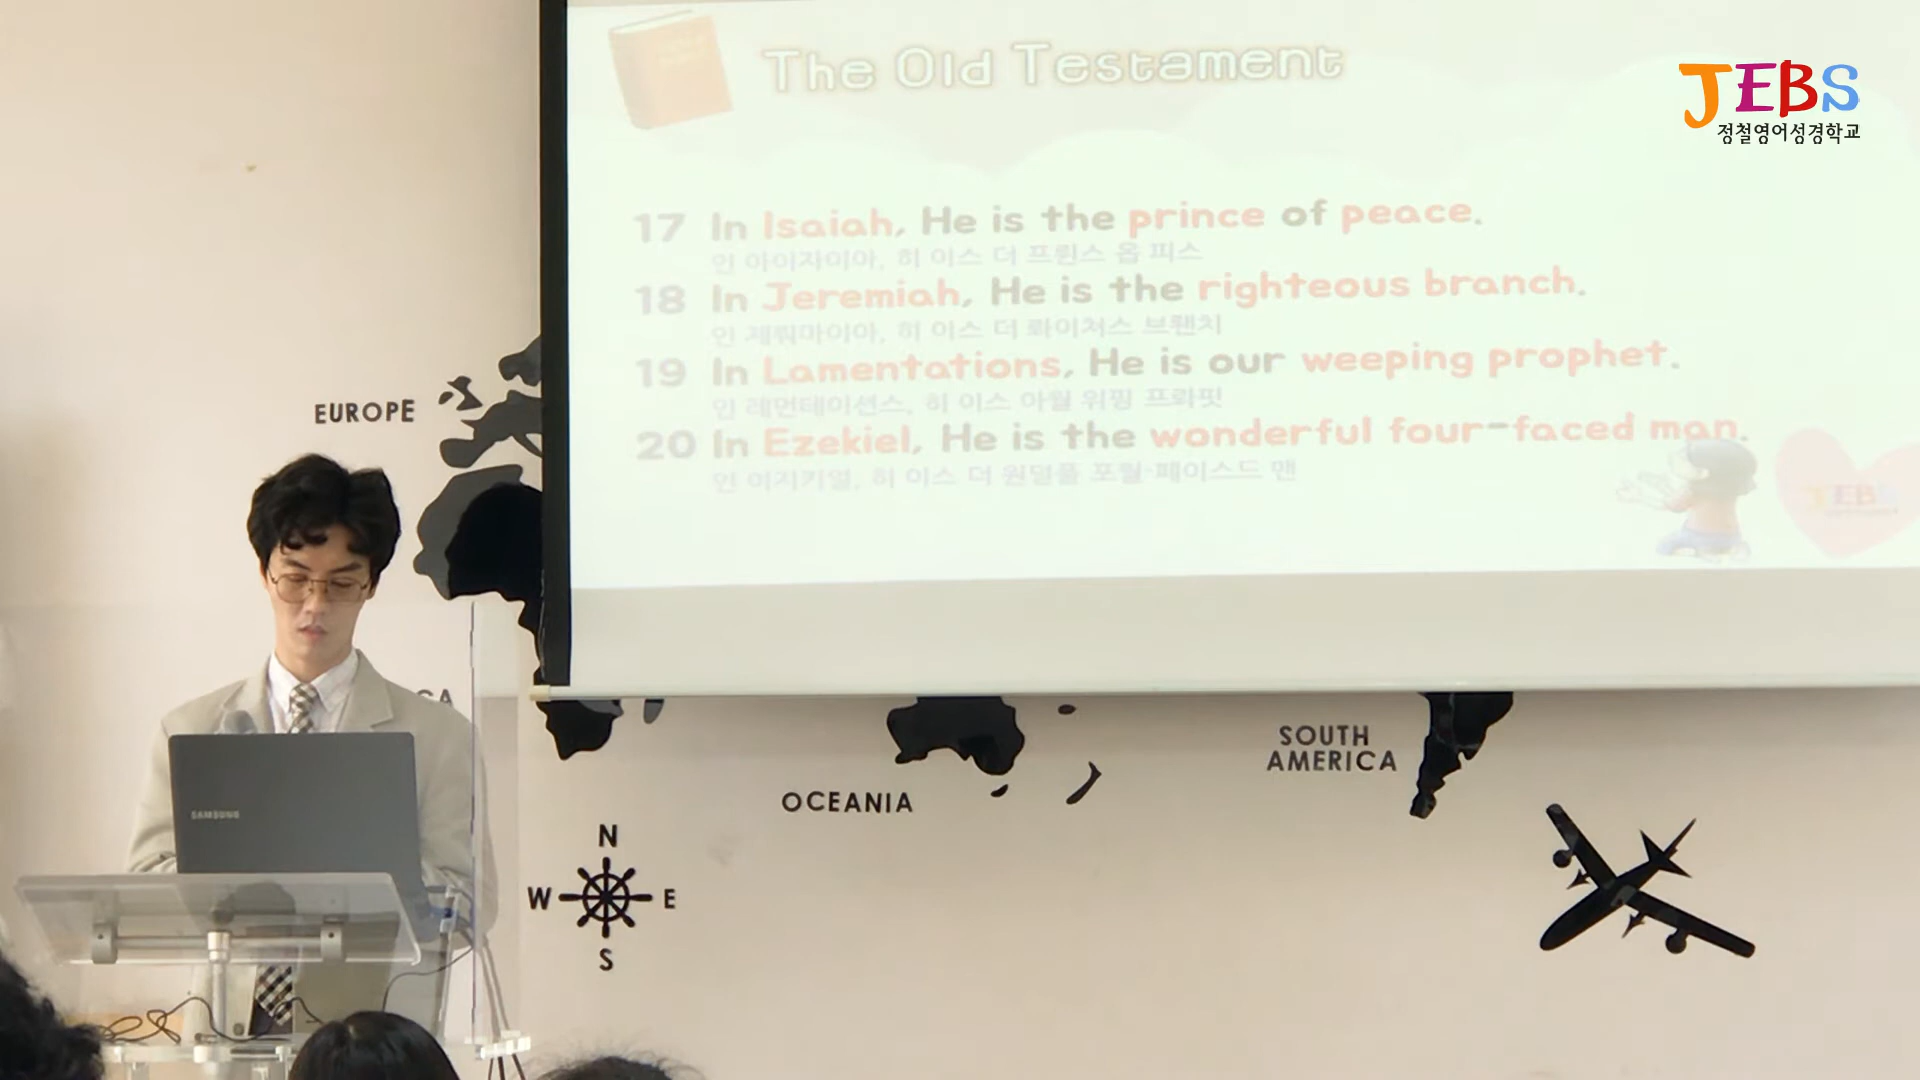 The Old Testament
JEBS
정철영어성경학교
17 In Isaiah, He is the prince of peace.
인 아이자이아, 히 이스 더 프린스 옵 피스
18 In Jeremiah, He is the righteous branch.
인 제뤄마이아, 히 이스 더 롸이쳐스 브랜치
19 In Lamentations, He is our weeping prophet.
인 레먼테이션스, 히 이스 아월 위핑 프롸핏
20 In Ezekiel, He is the wonderful four-faced man.
인 이지키열, 히 이스 더 원덜풀 포월-페이스드 맨
JEBS
EUROPE
CA
SAMSUNG
OCEANIA
SOUTH
AMERICA
N
W E
S